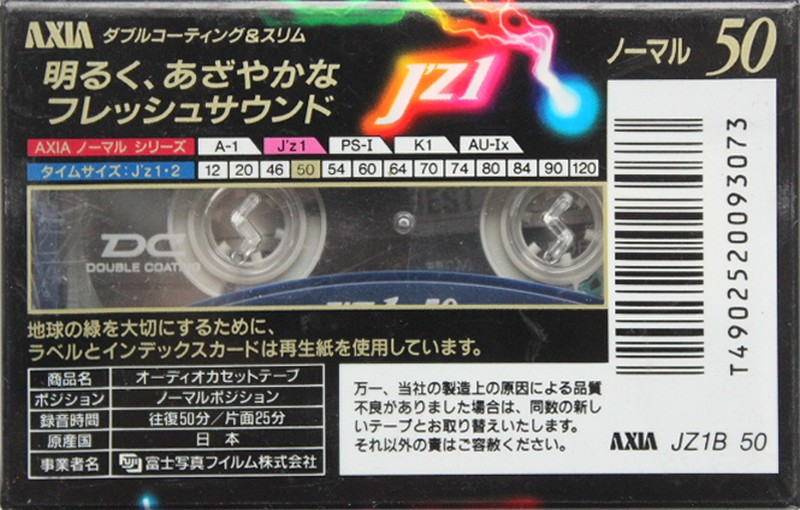 AXIA ダブルコーティング&スリム
明るく、あざやかな
フレッシュサウンド
J'z1
ノーマル 50
AXIA ノーマル シリーズ A-1 J'z1 PS-I K1 AU-Ix
タイムサイズ:J'z1・2 12 20 46 50 54 60 64 70 74 80 84 90 120
DC
DOUBLE COATING
地球の緑を大切にするために、
ラベルとインデックスカードは再生紙を使用しています。
商品名 オーディオカセットテープ
ポジション ノーマルポジション
録音時間 往復50分/片面25分
原産国 日本
事業者名 FUJI 富士写真フイルム株式会社
万一、当社の製造上の原因による品質
不良がありました場合は、同数の新し
いテープとお取り替えいたします。
それ以外の責はご容赦ください。
T4902520093073
AXIA JZ1B 50